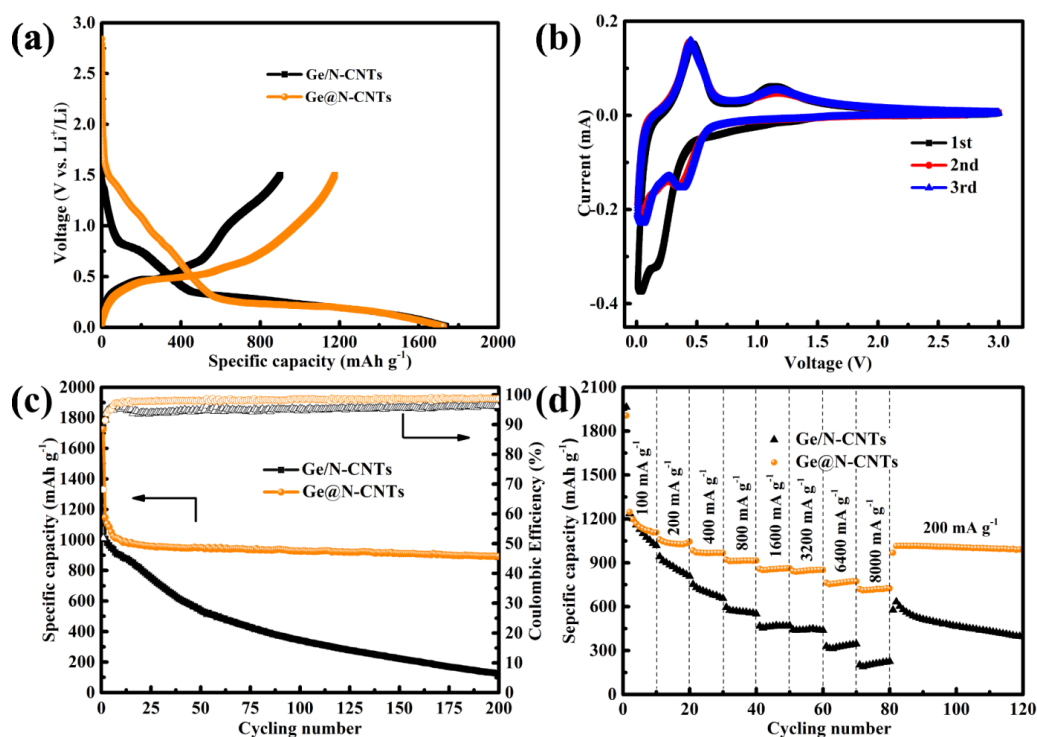 (a)
3.0
2.5
2.0
1.5
1.0
0.5
0.0
Voltage (V vs. Li⁺/Li)
Ge/N-CNTs
Ge@N-CNTs
0 400 800 1200 1600 2000
Specific capacity (mAh g⁻¹)
(b)
0.2
0.0
-0.2
-0.4
Current (mA)
1st
2nd
3rd
0.0 0.5 1.0 1.5 2.0 2.5 3.0
Voltage (V)
(c)
2000
1800
1600
1400
1200
1000
800
600
400
200
0
Specific capacity (mAh g⁻¹)
Ge/N-CNTs
Ge@N-CNTs
100
90
80
70
60
50
40
30
20
10
0
Coulombic Efficiency (%)
0 25 50 75 100 125 150 175 200
Cycling number
(d)
2100
1800
1500
1200
900
600
300
0
Sepcific capacity (mAh g⁻¹)
Ge/N-CNTs
Ge@N-CNTs
100 mA g⁻¹
200 mA g⁻¹
400 mA g⁻¹
800 mA g⁻¹
1600 mA g⁻¹
3200 mA g⁻¹
6400 mA g⁻¹
8000 mA g⁻¹
200 mA g⁻¹
0 20 40 60 80 100 120
Cycling number